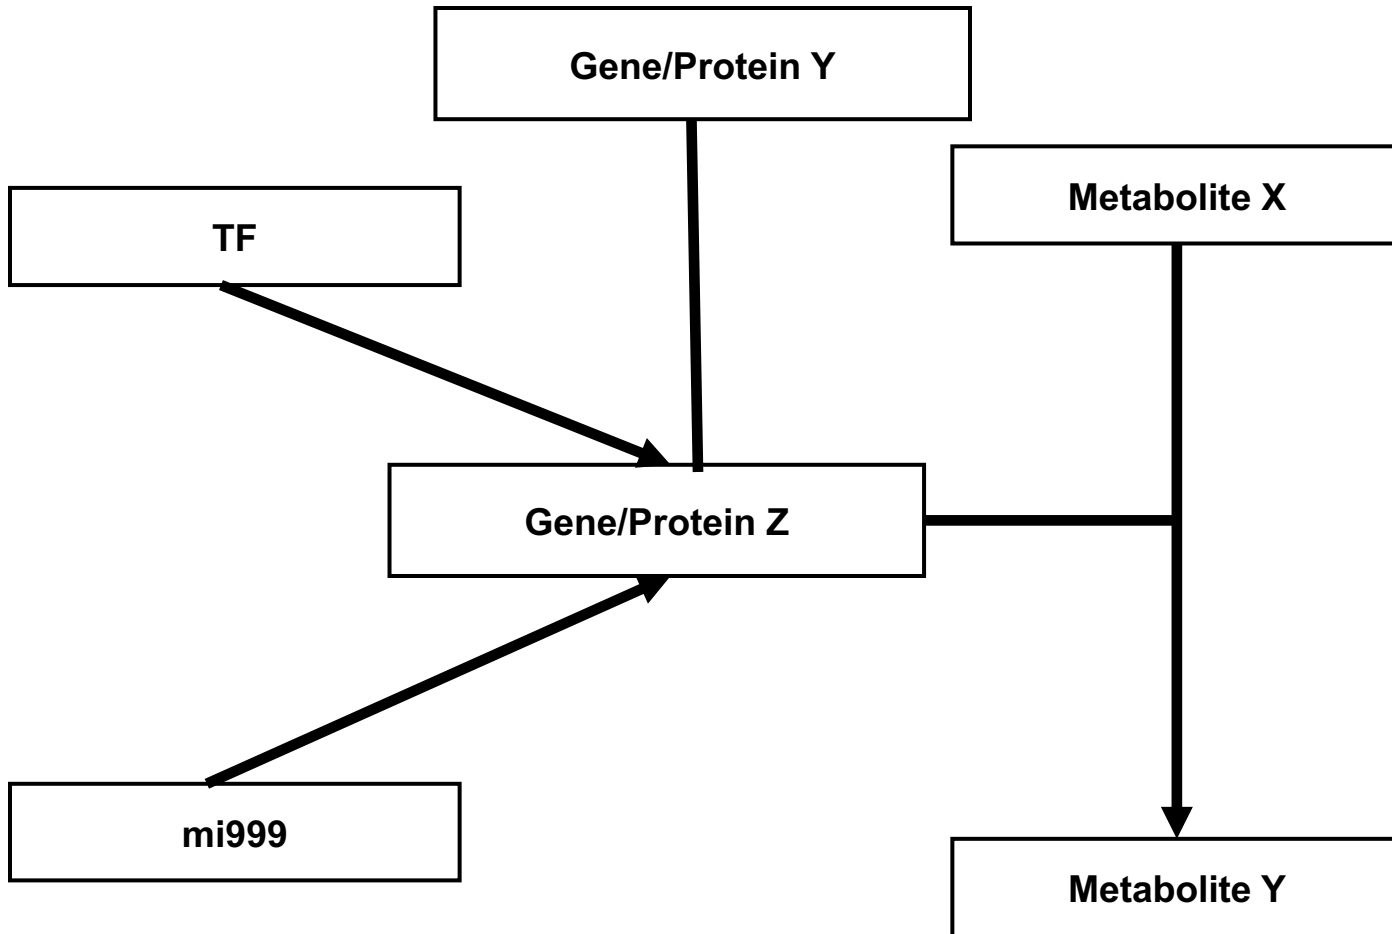 Gene/Protein Y
Metabolite X
TF
Gene/Protein Z
mi999
Metabolite Y